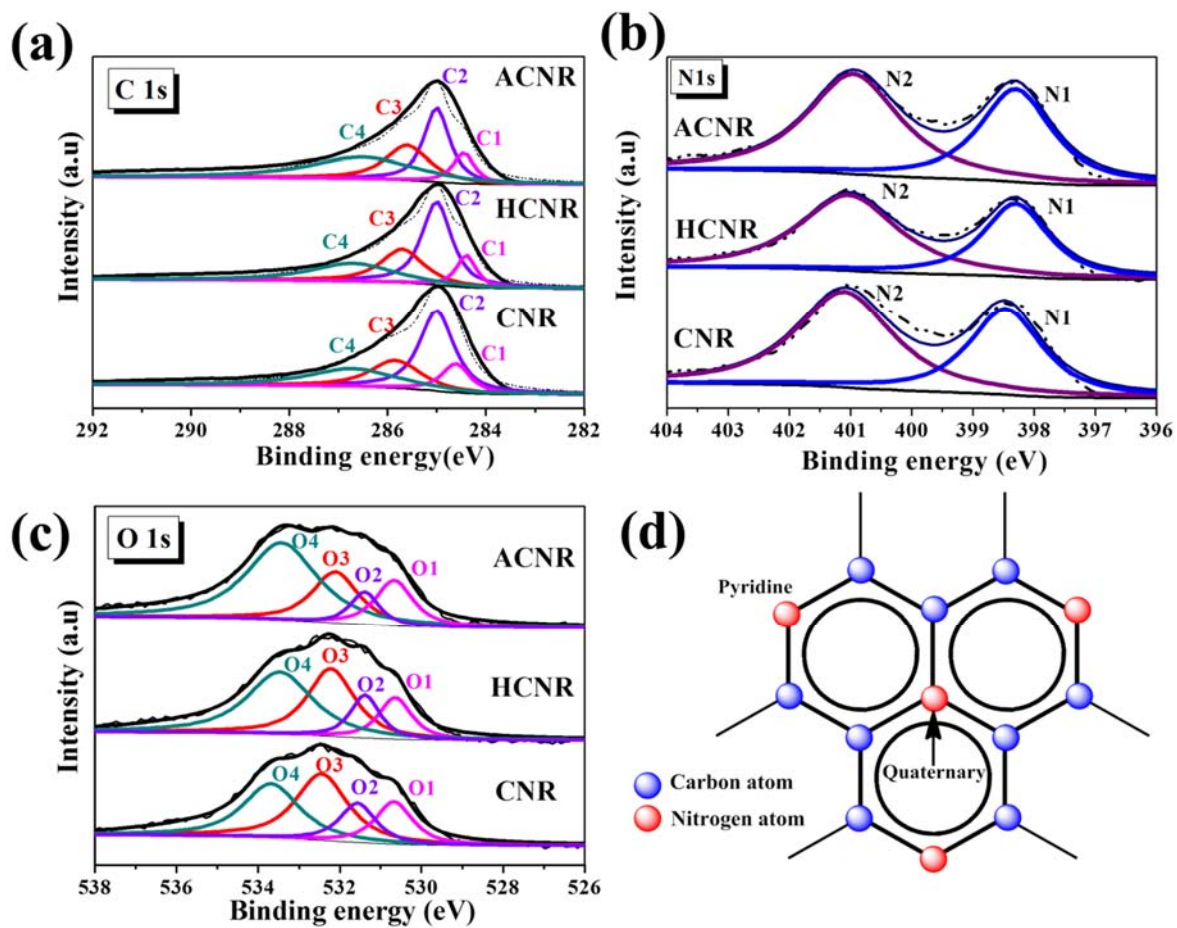 (a)
C 1s
ACNR
C2
C3
C4
C1
HCNR
C2
C3
C4
C1
CNR
C2
C3
C4
C1
Intensity (a.u)
292 290 288 286 284 282
Binding energy(eV)
(b)
N1s
N2
N1
ACNR
N2
N1
HCNR
N2
N1
CNR
Intensity (a.u)
404 403 402 401 400 399 398 397 396
Binding energy (eV)
(c)
O 1s
ACNR
O4
O3
O2
O1
HCNR
O4
O3
O2
O1
CNR
O4
O3
O2
O1
Intensity (a.u)
538 536 534 532 530 528 526
Binding energy (eV)
(d)
Pyridine
Quaternary
Carbon atom
Nitrogen atom